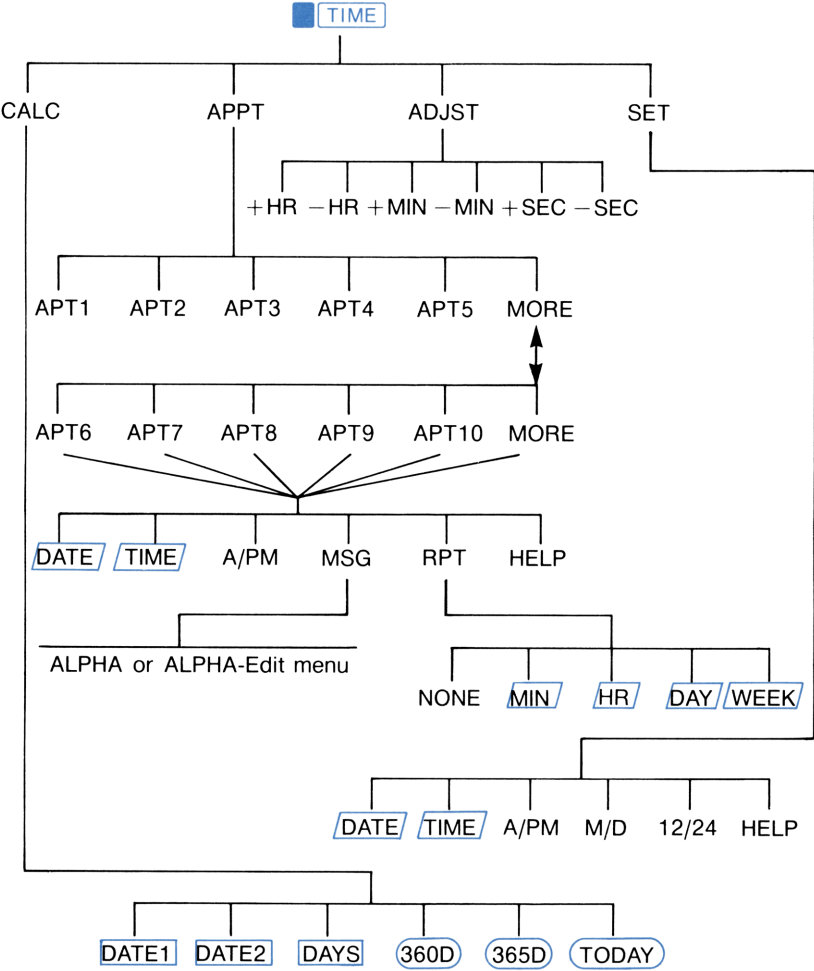 TIME
CALC APPT ADJST SET
+HR −HR +MIN −MIN +SEC −SEC
APT1 APT2 APT3 APT4 APT5 MORE
APT6 APT7 APT8 APT9 APT10 MORE
DATE TIME A/PM MSG RPT HELP
ALPHA or ALPHA-Edit menu
NONE MIN HR DAY WEEK
DATE TIME A/PM M/D 12/24 HELP
DATE1 DATE2 DAYS 360D 365D TODAY